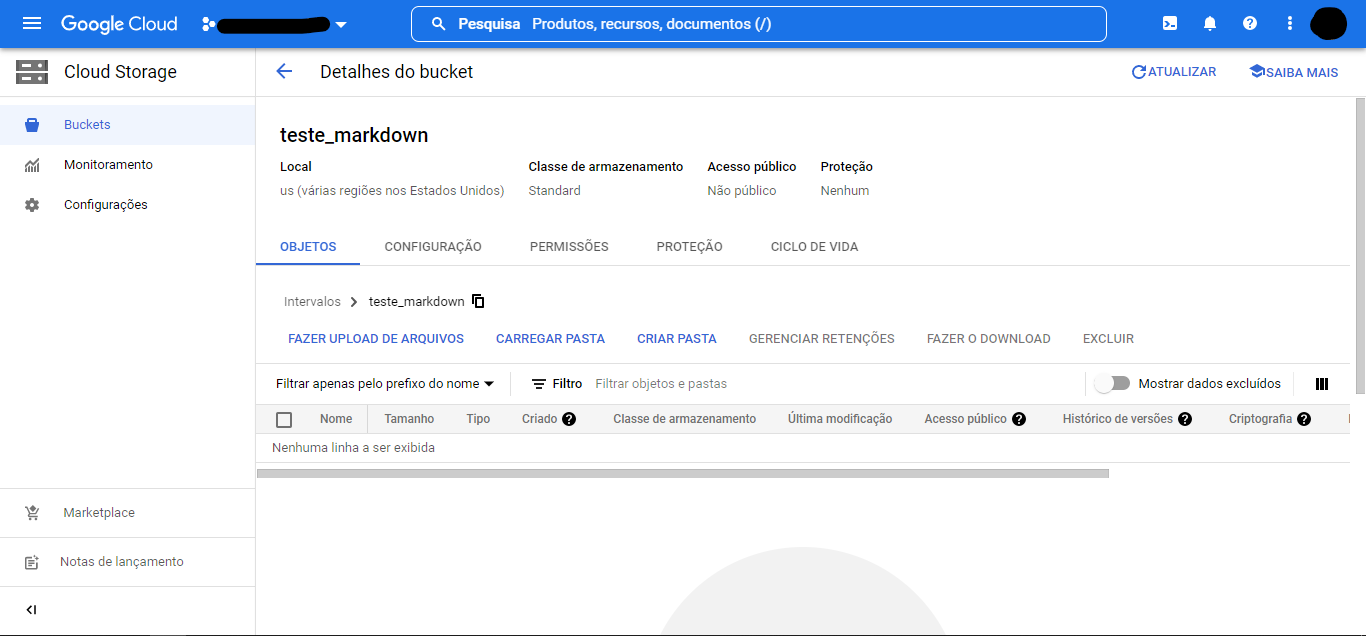 Google Cloud
Pesquisa Produtos, recursos, documentos (/)
Cloud Storage
Detalhes do bucket
ATUALIZAR
SAIBA MAIS
Buckets
Monitoramento
Configurações
teste_markdown
Local Classe de armazenamento Acesso público Proteção
us (várias regiões nos Estados Unidos) Standard Não público Nenhum
OBJETOS CONFIGURAÇÃO PERMISSÕES PROTEÇÃO CICLO DE VIDA
Intervalos > teste_markdown
FAZER UPLOAD DE ARQUIVOS CARREGAR PASTA CRIAR PASTA GERENCIAR RETENÇÕES FAZER O DOWNLOAD EXCLUIR
Filtrar apenas pelo prefixo do nome Filtro Filtrar objetos e pastas Mostrar dados excluídos
Nome Tamanho Tipo Criado Classe de armazenamento Última modificação Acesso público Histórico de versões Criptografia
Nenhuma linha a ser exibida
Marketplace
Notas de lançamento